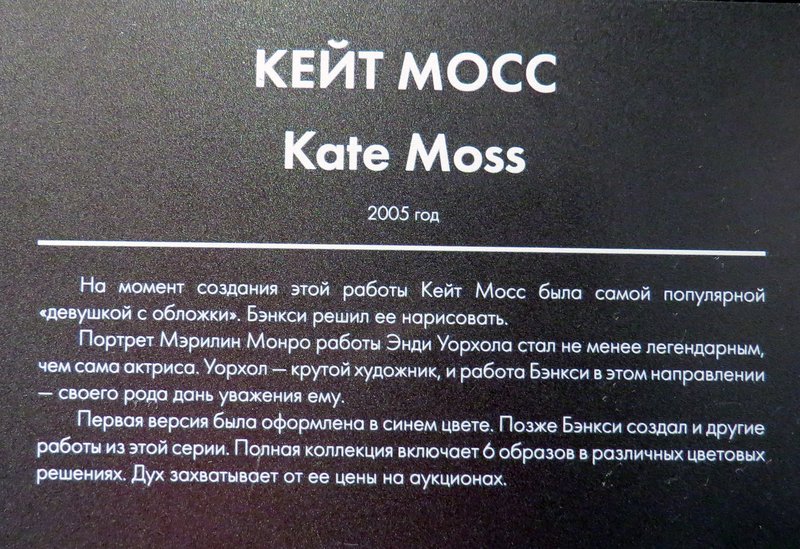 КЕЙТ МОСС
Kate Moss
2005 год
На момент создания этой работы Кейт Мосс была самой популярной
«девушкой с обложки». Бэнкси решил ее нарисовать.
Портрет Мэрилин Монро работы Энди Уорхола стал не менее легендарным,
чем сама актриса. Уорхол — крутой художник, и работа Бэнкси в этом направлении
— своего рода дань уважения ему.
Первая версия была оформлена в синем цвете. Позже Бэнкси создал и другие
работы из этой серии. Полная коллекция включает 6 образов в различных цветовых
решениях. Дух захватывает от ее цены на аукционах.